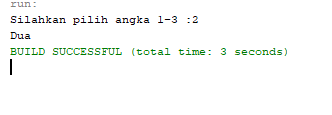 run:
Silahkan pilih angka 1-3 :2
Dua
BUILD SUCCESSFUL (total time: 3 seconds)